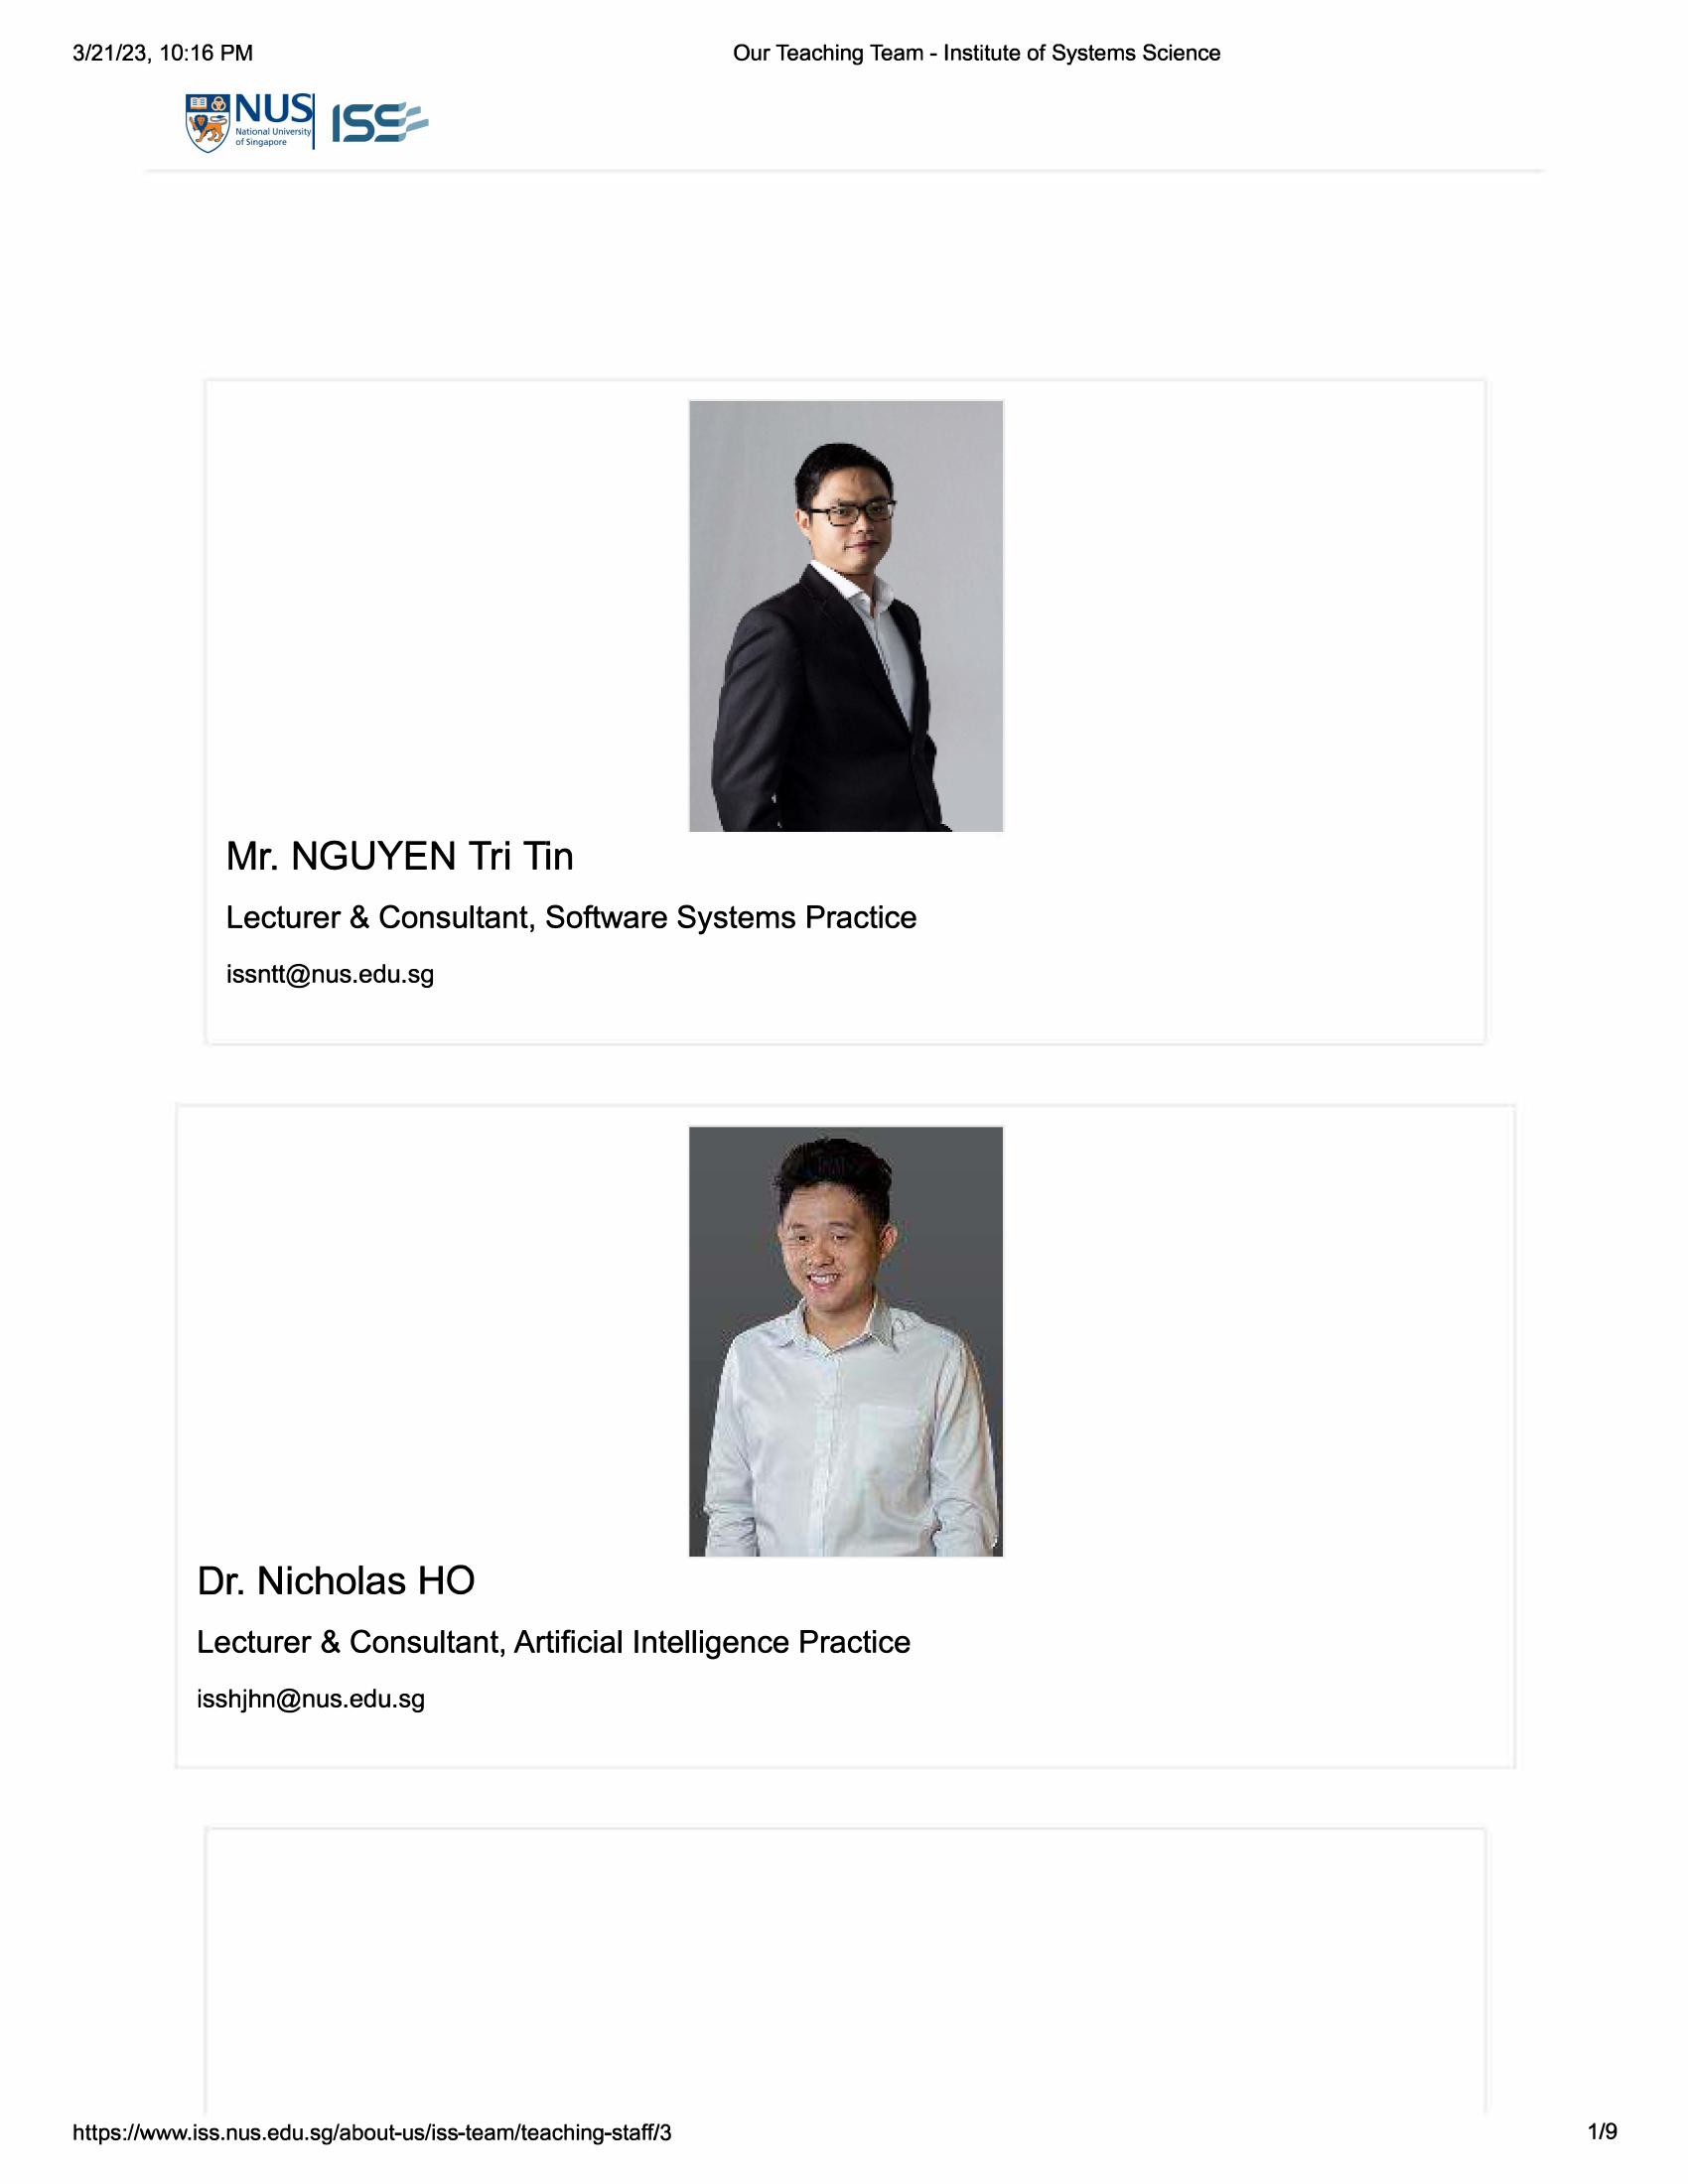 3/21/23, 10:16 PM
Our Teaching Team - Institute of Systems Science
NUS
National University
of Singapore
ISS
Mr. NGUYEN Tri Tin
Lecturer & Consultant, Software Systems Practice
issntt@nus.edu.sg
Dr. Nicholas HO
Lecturer & Consultant, Artificial Intelligence Practice
isshjhn@nus.edu.sg
https://www.iss.nus.edu.sg/about-us/iss-team/teaching-staff/3
1/9